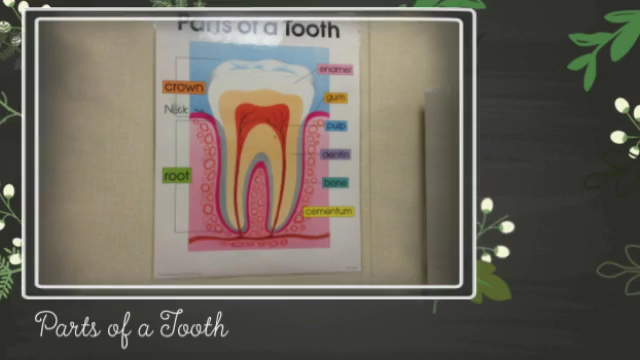 Parts of a Tooth
enamel
crown
gum
Neck
pulp
dentin
root
bone
cementum
Parts of a Tooth